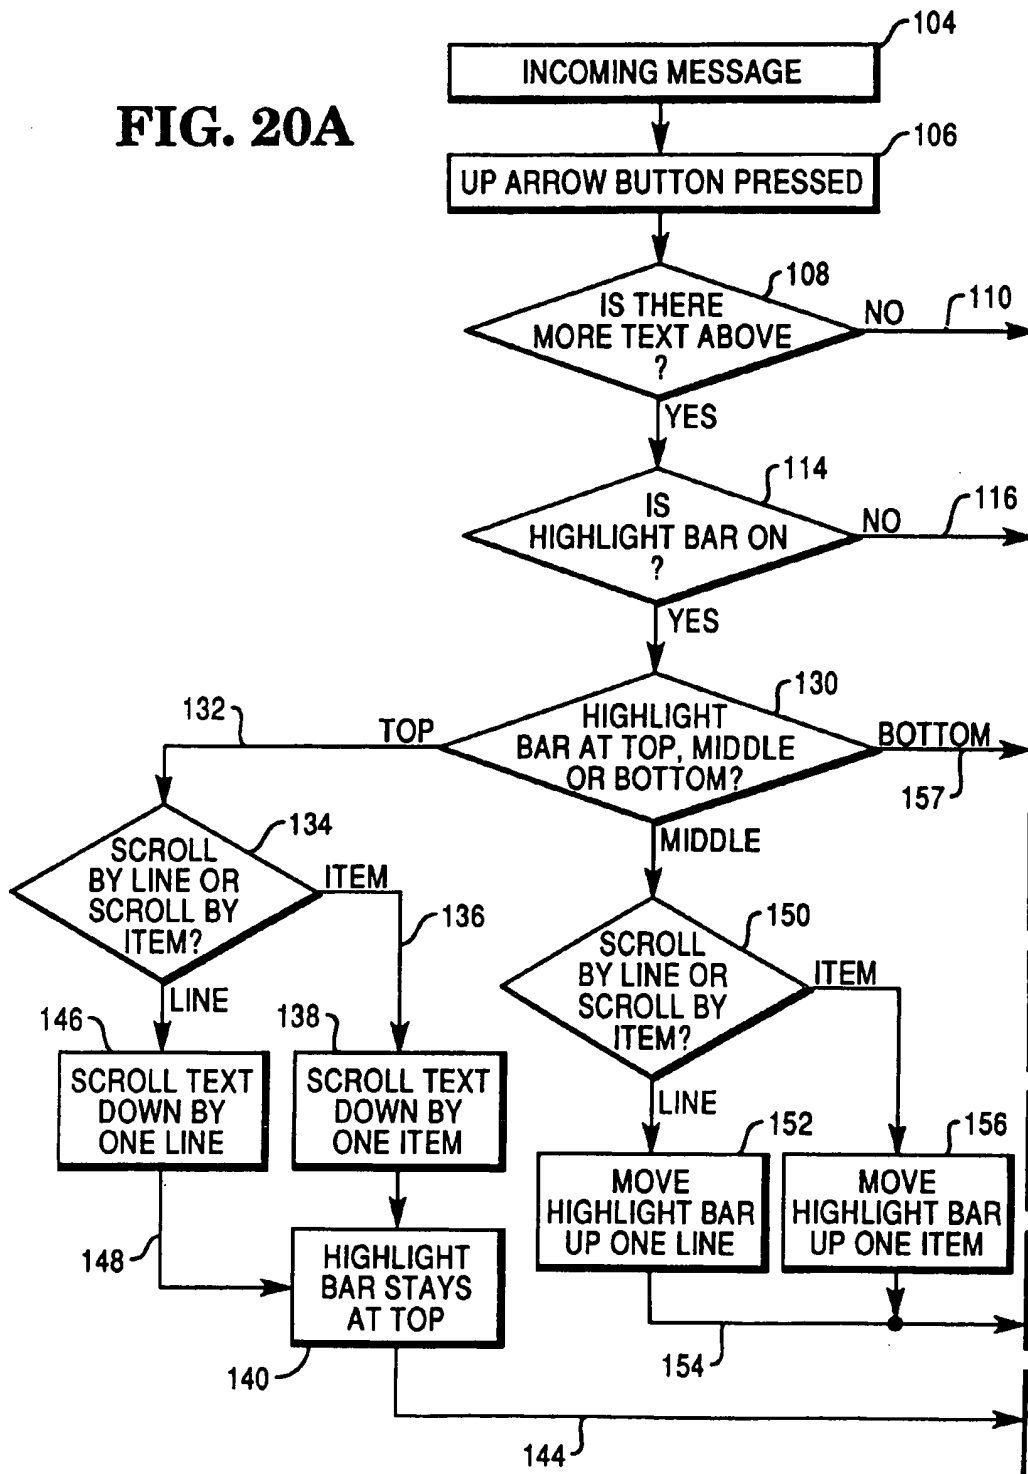 FIG. 20A
104
INCOMING MESSAGE
106
UP ARROW BUTTON PRESSED
108
IS THERE
MORE TEXT ABOVE
?
NO
110
YES
114
IS
HIGHLIGHT BAR ON
?
NO
116
YES
130
HIGHLIGHT
BAR AT TOP, MIDDLE
OR BOTTOM?
132
TOP
BOTTOM
157
MIDDLE
134
SCROLL
BY LINE OR
SCROLL BY
ITEM?
ITEM
136
LINE
150
SCROLL
BY LINE OR
SCROLL BY
ITEM?
ITEM
LINE
146
SCROLL TEXT
DOWN BY
ONE LINE
138
SCROLL TEXT
DOWN BY
ONE ITEM
152
MOVE
HIGHLIGHT BAR
UP ONE LINE
156
MOVE
HIGHLIGHT BAR
UP ONE ITEM
148
HIGHLIGHT
BAR STAYS
AT TOP
140
154
144